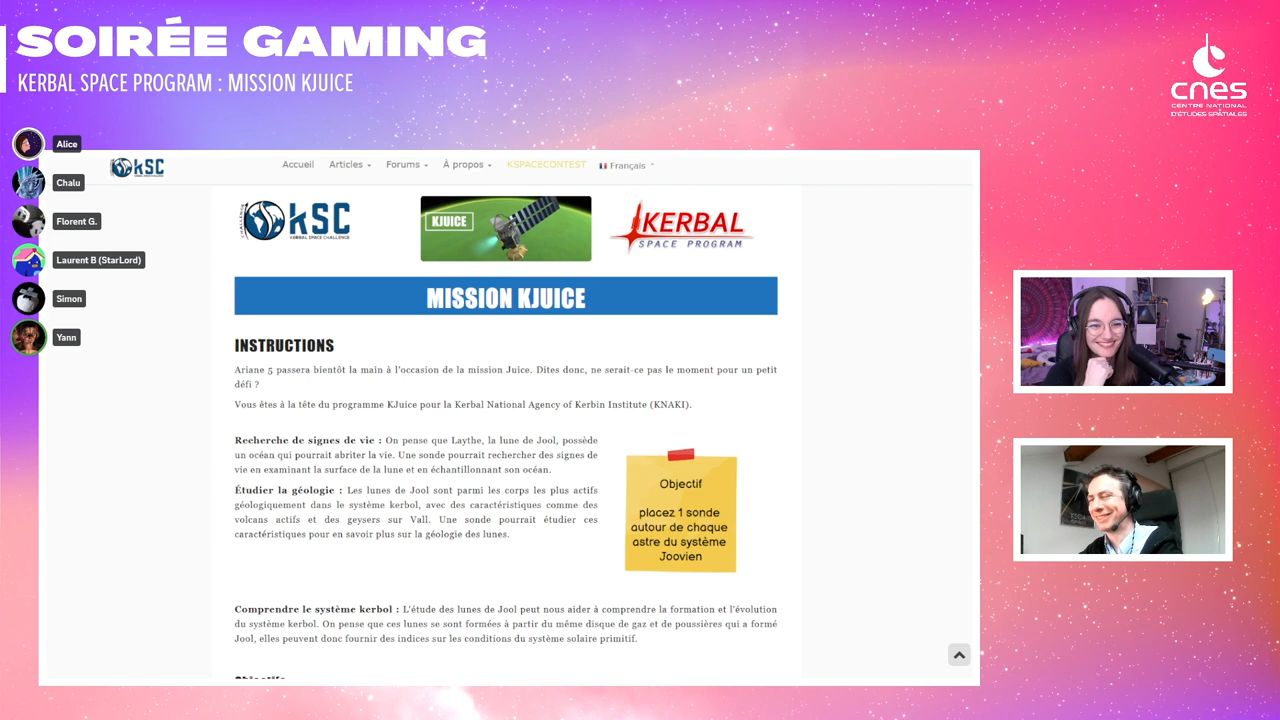 SOIRÉE GAMING
KERBAL SPACE PROGRAM : MISSION KJUICE
cnes
CENTRE NATIONAL
D'ÉTUDES SPATIALES
Alice
Chalu
Florent G.
Laurent B (StarLord)
Simon
Yann
kSC
Accueil Articles Forums À propos KSPACECONTEST Français
CHALLENGE
kSC
KERBAL SPACE CHALLENGE
KJUICE
KERBAL
SPACE PROGRAM
MISSION KJUICE
INSTRUCTIONS
Ariane 5 passera bientôt la main à l'occasion de la mission Juice. Dites donc, ne serait-ce pas le moment pour un petit
défi ?
Vous êtes à la tête du programme KJuice pour la Kerbal National Agency of Kerbin Institute (KNAKI).
Recherche de signes de vie : On pense que Laythe, la lune de Jool, possède
un océan qui pourrait abriter la vie. Une sonde pourrait rechercher des signes de
vie en examinant la surface de la lune et en échantillonnant son océan.
Étudier la géologie : Les lunes de Jool sont parmi les corps les plus actifs
géologiquement dans le système kerbol, avec des caractéristiques comme des
volcans actifs et des geysers sur Vall. Une sonde pourrait étudier ces
caractéristiques pour en savoir plus sur la géologie des lunes.
Objectif
placez 1 sonde
autour de chaque
astre du système
Joovien
Comprendre le système kerbol : L'étude des lunes de Jool peut nous aider à comprendre la formation et l'évolution
du système kerbol. On pense que ces lunes se sont formées à partir du même disque de gaz et de poussières qui a formé
Jool, elles peuvent donc fournir des indices sur les conditions du système solaire primitif.